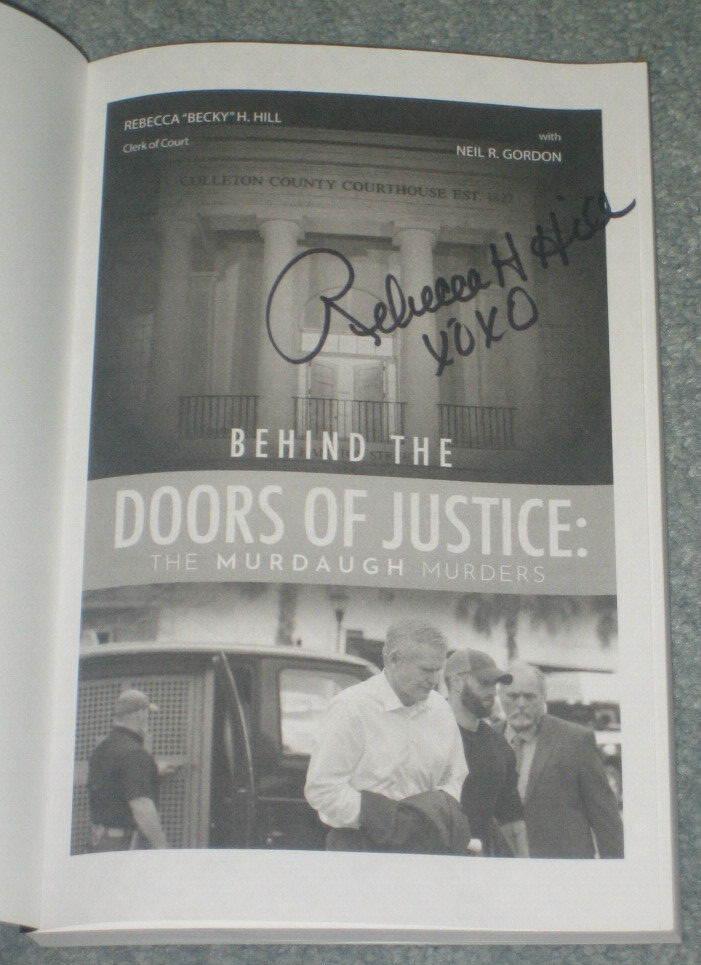 REBECCA "BECKY" H. HILL
Clerk of Court
with
NEIL R. GORDON
COLLETON COUNTY COURTHOUSE EST. 1822
Rebecca H Hill
XOXO
BEHIND THE
DOORS OF JUSTICE:
THE MURDAUGH MURDERS